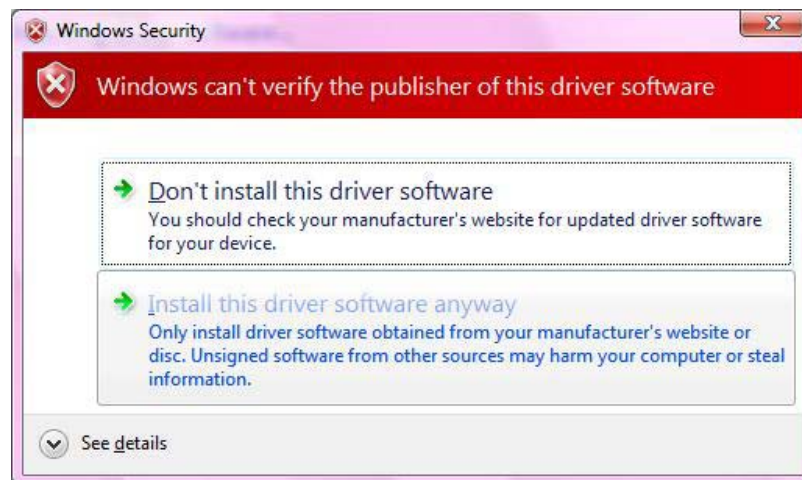 Windows Security
Windows can't verify the publisher of this driver software
Don't install this driver software
You should check your manufacturer's website for updated driver software
for your device.
Install this driver software anyway
Only install driver software obtained from your manufacturer's website or
disc. Unsigned software from other sources may harm your computer or steal
information.
See details